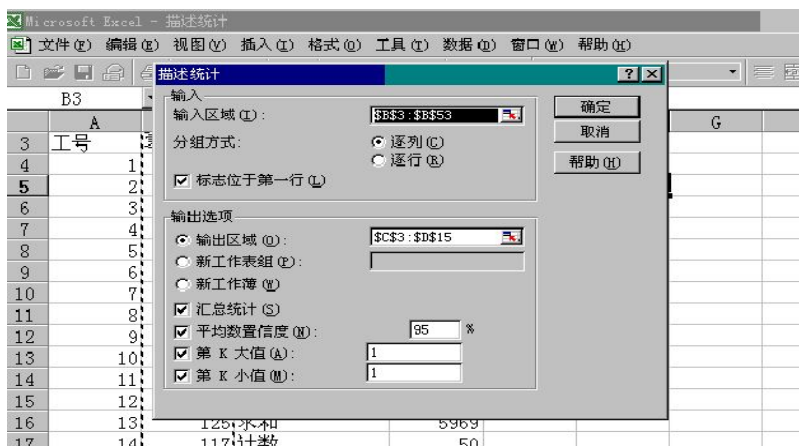 Microsoft Excel - 描述统计
文件(F) 编辑(E) 视图(V) 插入(I) 格式(O) 工具(T) 数据(D) 窗口(W) 帮助(H)
描述统计
B3
输入
输入区域(I): $B$3:$B$53
确定
分组方式: 逐列(C)
取消
逐行(R)
帮助(H)
标志位于第一行(L)
输出选项
输出区域(O): $C$3:$D$15
新工作表组(P):
新工作薄(W)
汇总统计(S)
平均数置信度(N): 95 %
第 K 大值(A): 1
第 K 小值(M): 1
A G
3 工号
4 1
5 2
6 3
7 4
8 5
9 6
10 7
11 8
12 9
13 10
14 11
15 12
16 13 125 求和 5969
17 14 117 计数 50